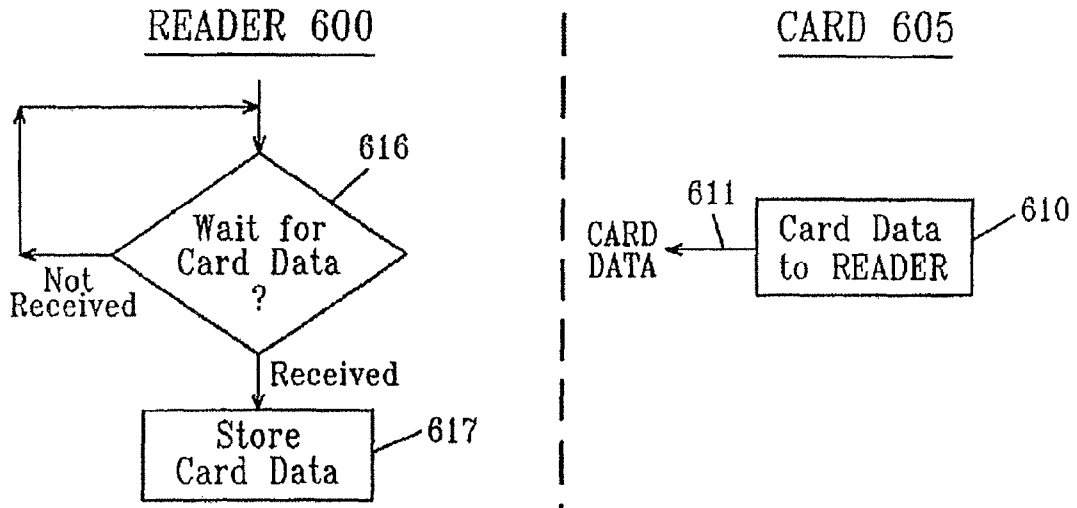 READER 600
CARD 605
616
Wait for
Card Data
?
Not
Received
Received
Store
Card Data
617
611
CARD
DATA
Card Data
to READER
610